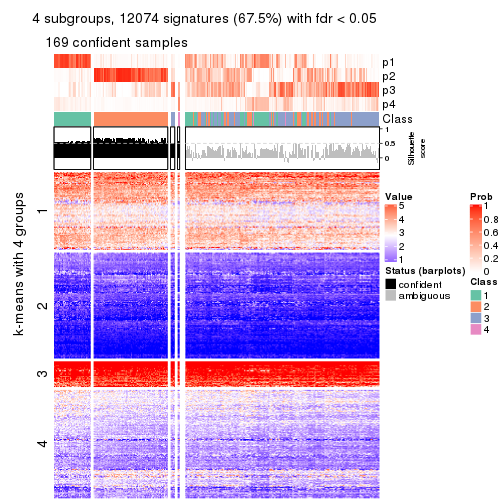 4 subgroups, 12074 signatures (67.5%) with fdr < 0.05
169 confident samples
p1
p2
p3
p4
Class
1
0.5
0
Silhouette
score
k-means with 4 groups
1
2
3
4
Value
5
4
3
2
1
Status (barplots)
confident
ambiguous
Prob
1
0.8
0.6
0.4
0.2
0
Class
1
2
3
4